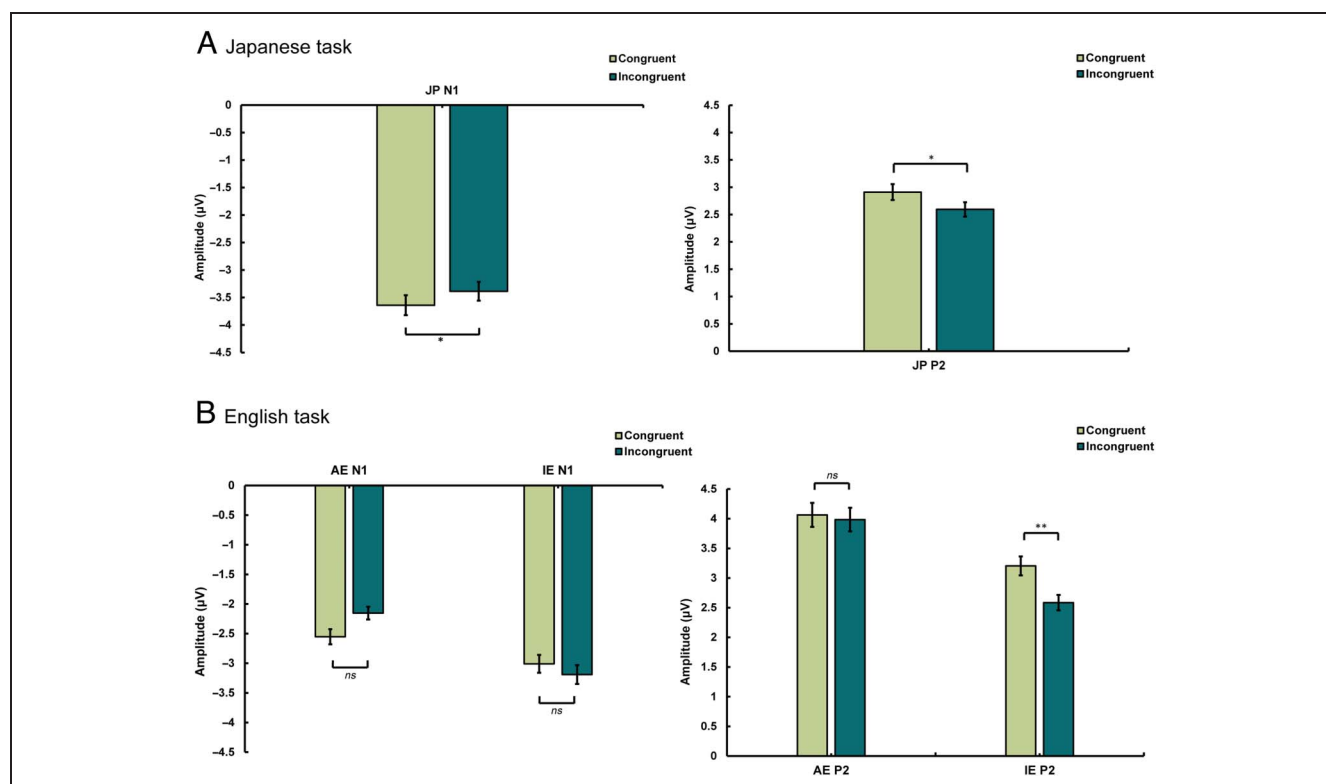 A Japanese task
Congruent
Incongruent
JP N1
0
–0.5
–1
–1.5
–2
–2.5
–3
–3.5
–4
–4.5
Amplitude (µV)
*
Congruent
Incongruent
4.5
4
3.5
3
2.5
2
1.5
1
0.5
0
Amplitude (µV)
*
JP P2
B English task
Congruent
Incongruent
AE N1 IE N1
0
–0.5
–1
–1.5
–2
–2.5
–3
–3.5
–4
–4.5
Amplitude (µV)
ns
ns
Congruent
Incongruent
4.5
4
3.5
3
2.5
2
1.5
1
0.5
0
Amplitude (µV)
ns
**
AE P2 IE P2